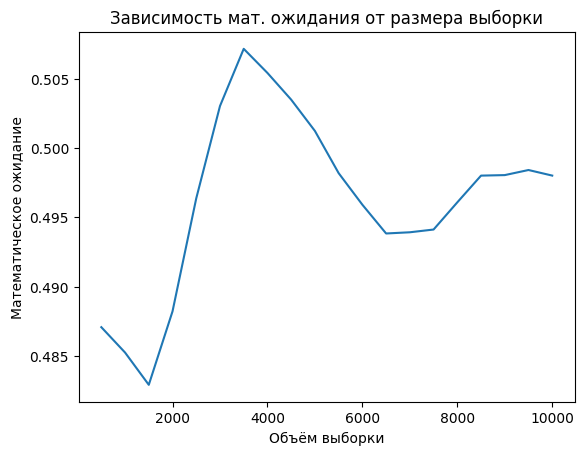 Зависимость мат. ожидания от размера выборки
Математическое ожидание
0.505
0.500
0.495
0.490
0.485
2000 4000 6000 8000 10000
Объём выборки